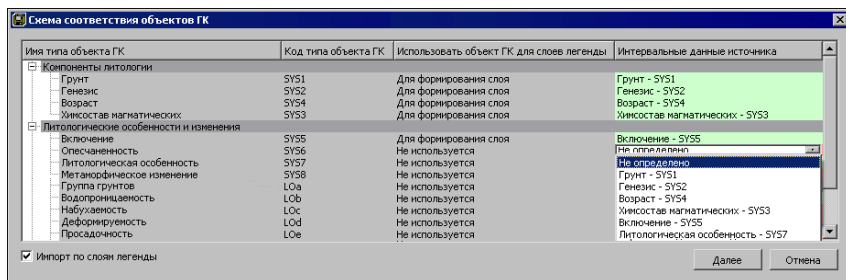 Схема соответствия объектов ГК
Имя типа объекта ГК Код типа объекта ГК Использовать объект ГК для слоев легенды Интервальные данные источника
Компоненты литологии
Грунт SYS1 Для формирования слоя Грунт - SYS1
Генезис SYS2 Для формирования слоя Генезис - SYS2
Возраст SYS4 Для формирования слоя Возраст - SYS4
Химсостав магматических SYS3 Для формирования слоя Химсостав магматических - SYS3
Литологические особенности и изменения
Включение SYS5 Для формирования слоя Включение - SYS5
Опесчаненность SYS6 Не используется Не определено
Литологическая особенность SYS7 Не используется Не определено
Метаморфическое изменение SYS8 Не используется Грунт - SYS1
Группа грунтов LOa Не используется Генезис - SYS2
Водопроницаемость LOb Не используется Возраст - SYS4
Набухаемость LOc Не используется Химсостав магматических - SYS3
Деформируемость LOd Не используется Включение - SYS5
Просадочность LOe Не используется Литологическая особенность - SYS7
Импорт по слоям легенды Далее Отмена